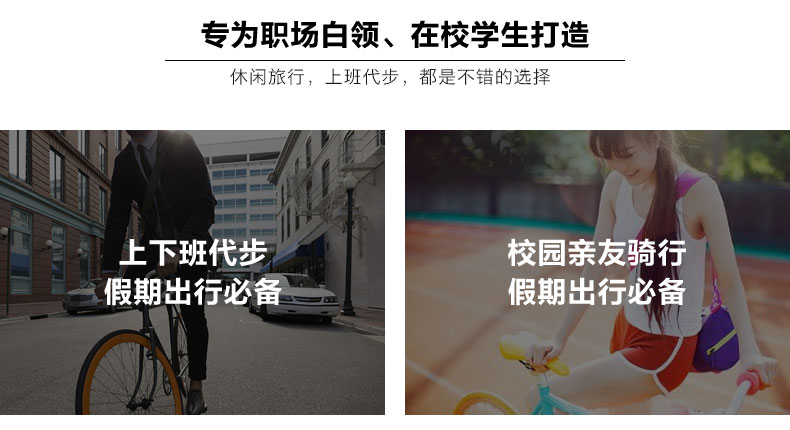 专为职场白领、在校学生打造
休闲旅行，上班代步，都是不错的选择
上下班代步
假期出行必备
校园亲友骑行
假期出行必备